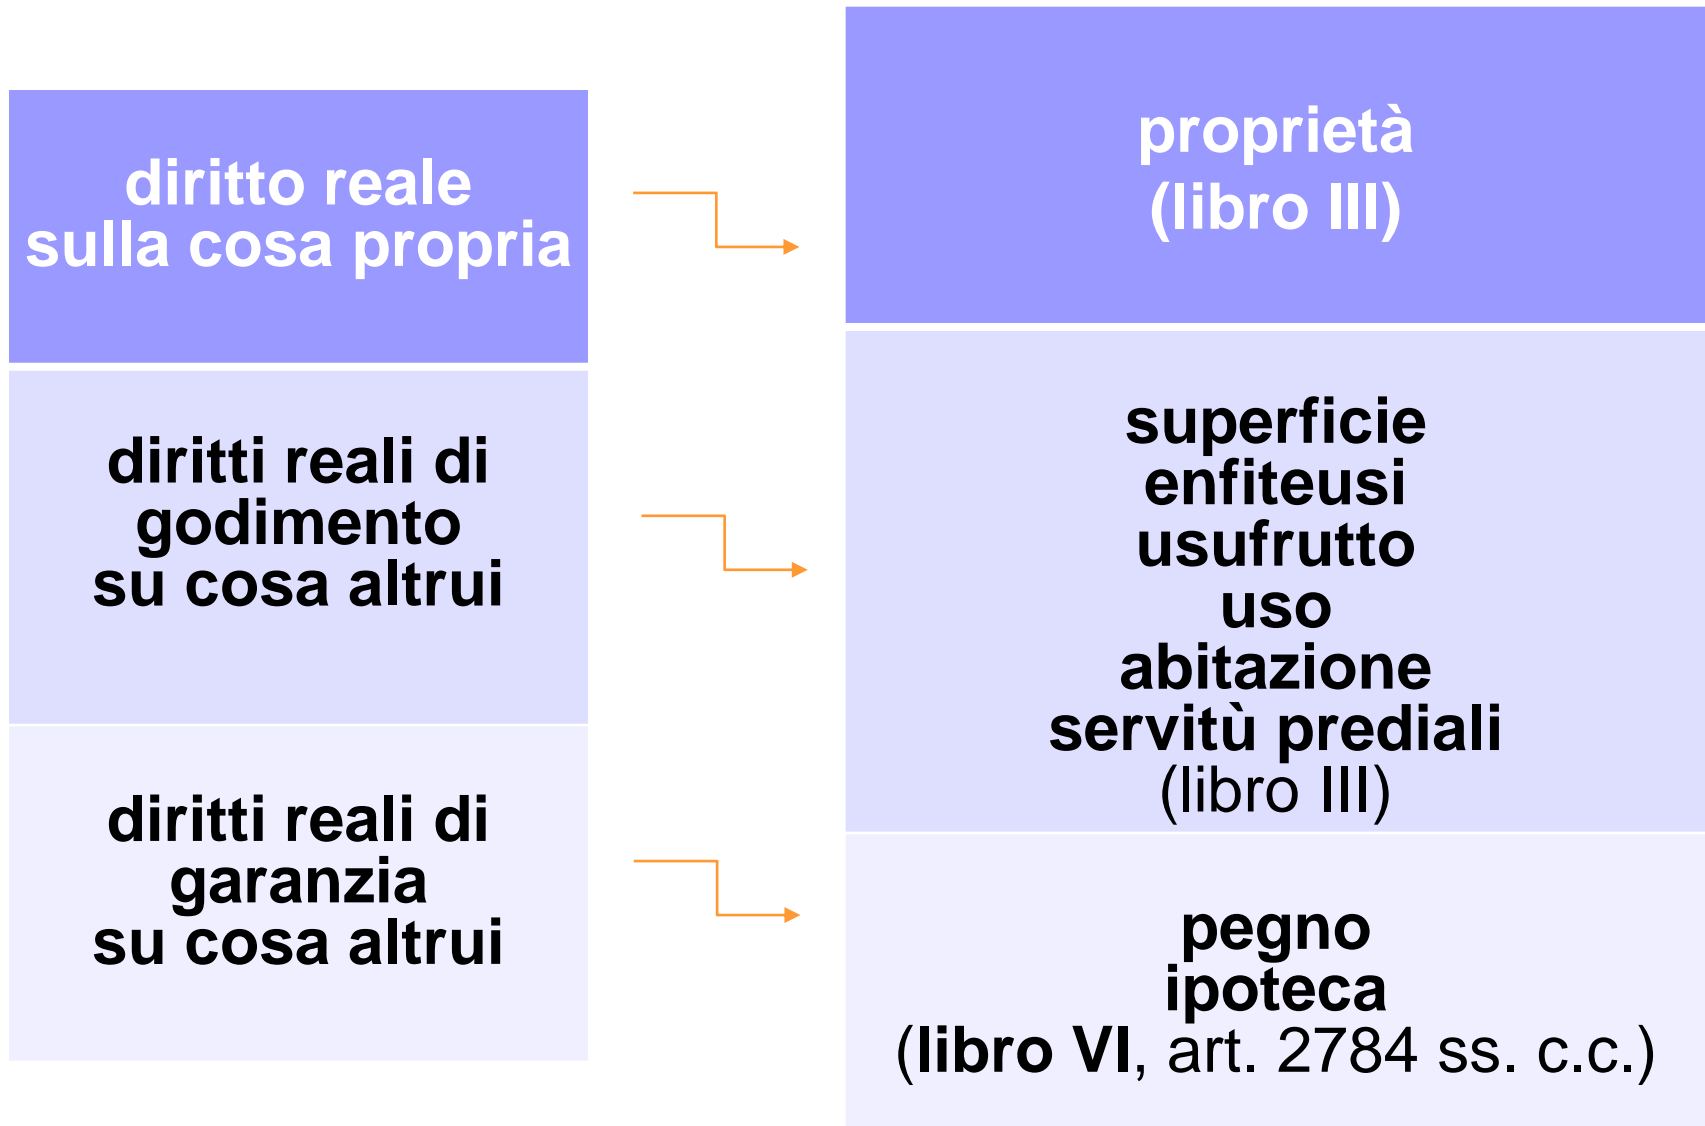 diritto reale
sulla cosa propria
proprietà
(libro III)
diritti reali di
godimento
su cosa altrui
superficie
enfiteusi
usufrutto
uso
abitazione
servitù prediali
(libro III)
diritti reali di
garanzia
su cosa altrui
pegno
ipoteca
(libro VI, art. 2784 ss. c.c.)